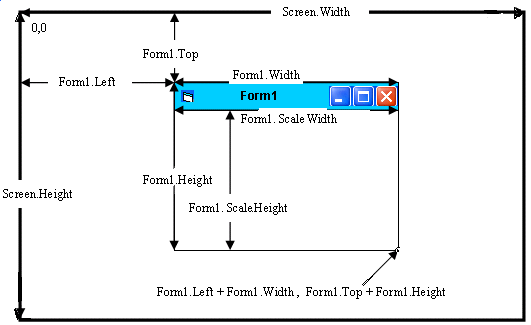 Screen.Width
0,0
Form1.Top
Form1.Left
Form1.Width
Form1
Form1. Scale Width
Form1.Height
Screen.Height
Form1. ScaleHeight
Form1.Left + Form1.Width , Form1.Top + Form1.Height